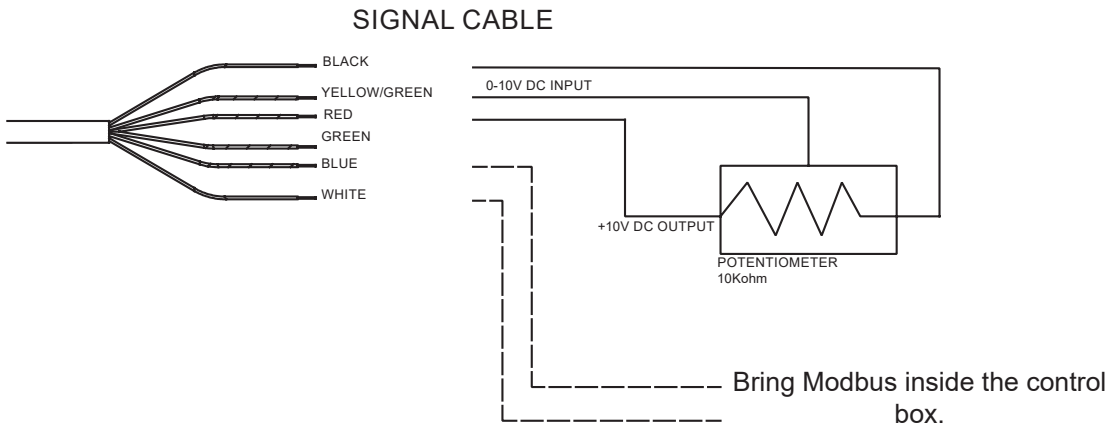 SIGNAL CABLE
BLACK
YELLOW/GREEN
RED
GREEN
BLUE
WHITE
0-10V DC INPUT
+10V DC OUTPUT
POTENTIOMETER
10Kohm
Bring Modbus inside the control
box.